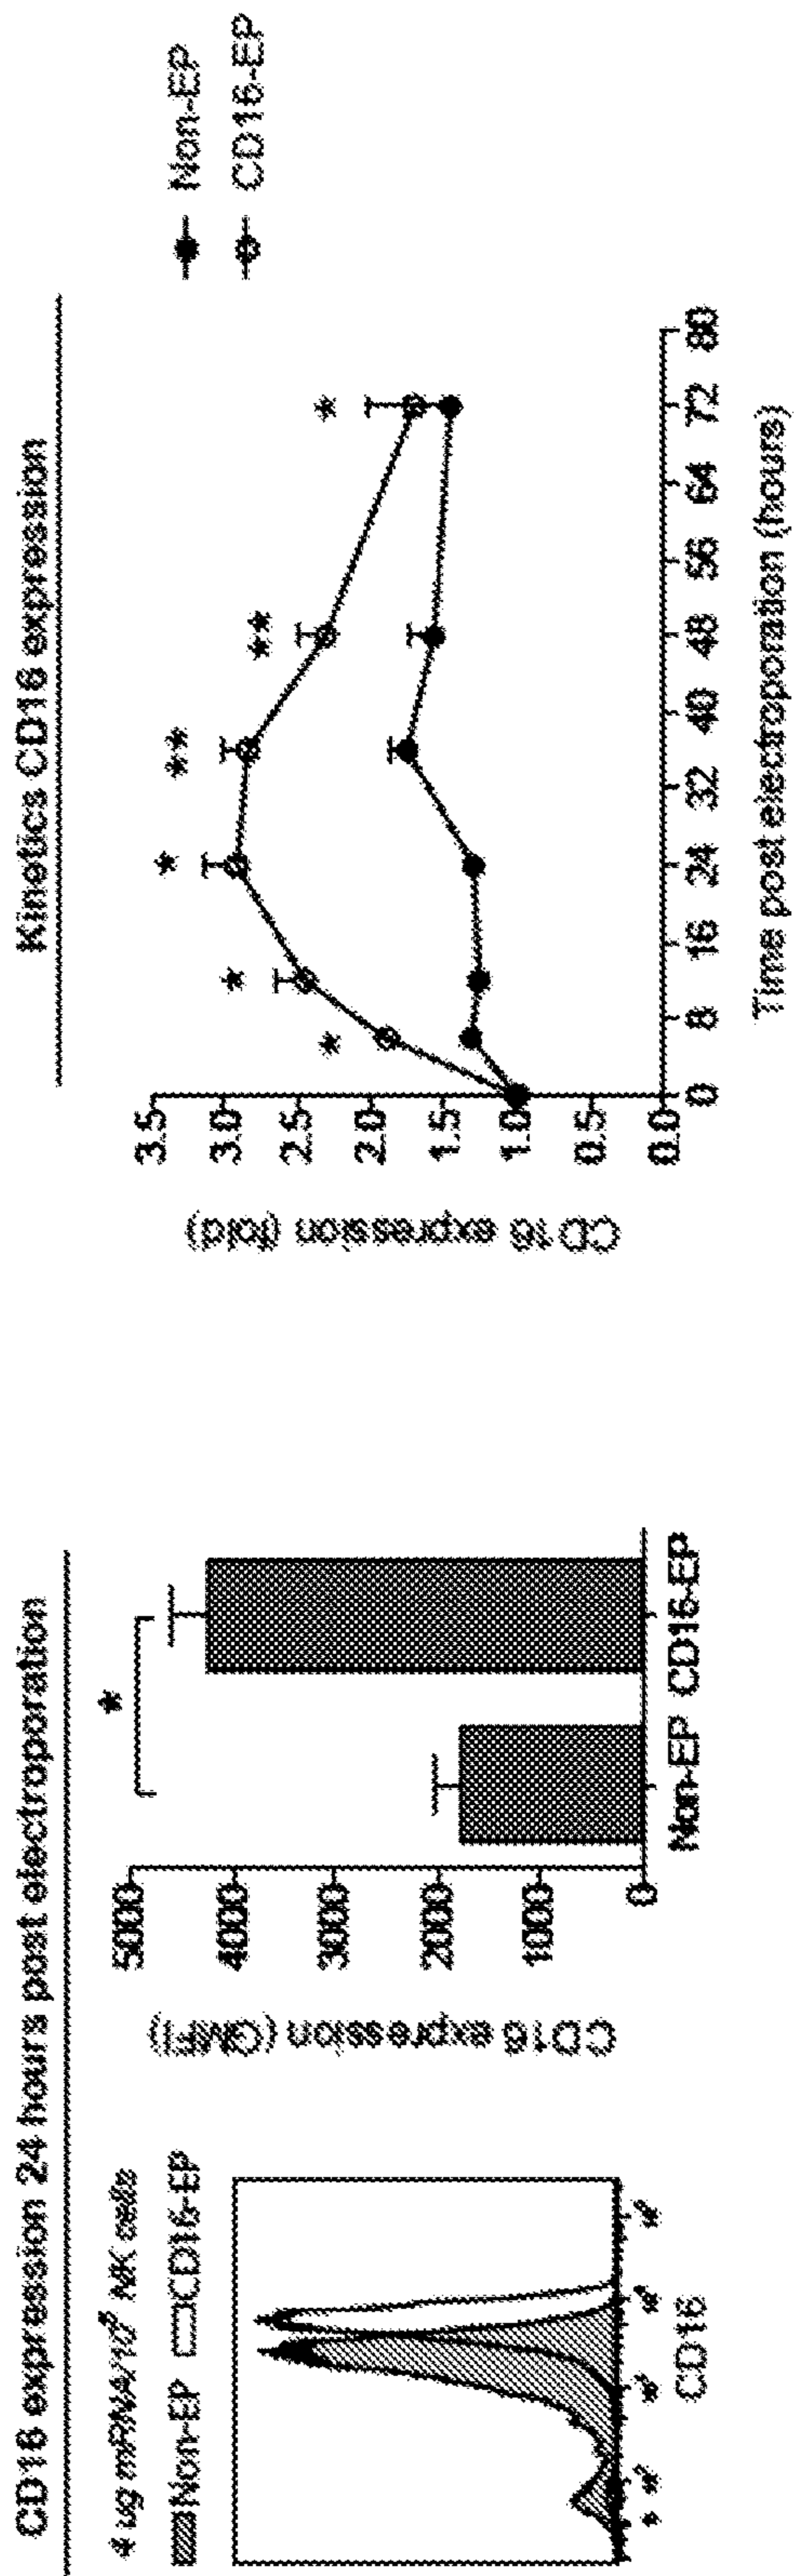 CD16 expression 24 hours post electroporation
4 ug mRNA/10⁶ NK cells
Non-EP CD16-EP
CD16
CD16 expression (GMFI)
5000
4000
3000
2000
1000
0
Non-EP CD16-EP
*
Kinetics CD16 expression
CD16 expression (fold)
3.5
3.0
2.5
2.0
1.5
1.0
0.5
0.0
* * * ** ** *
0 8 16 24 32 40 48 56 64 72 80
Time post electroporation (hours)
Non-EP
CD16-EP